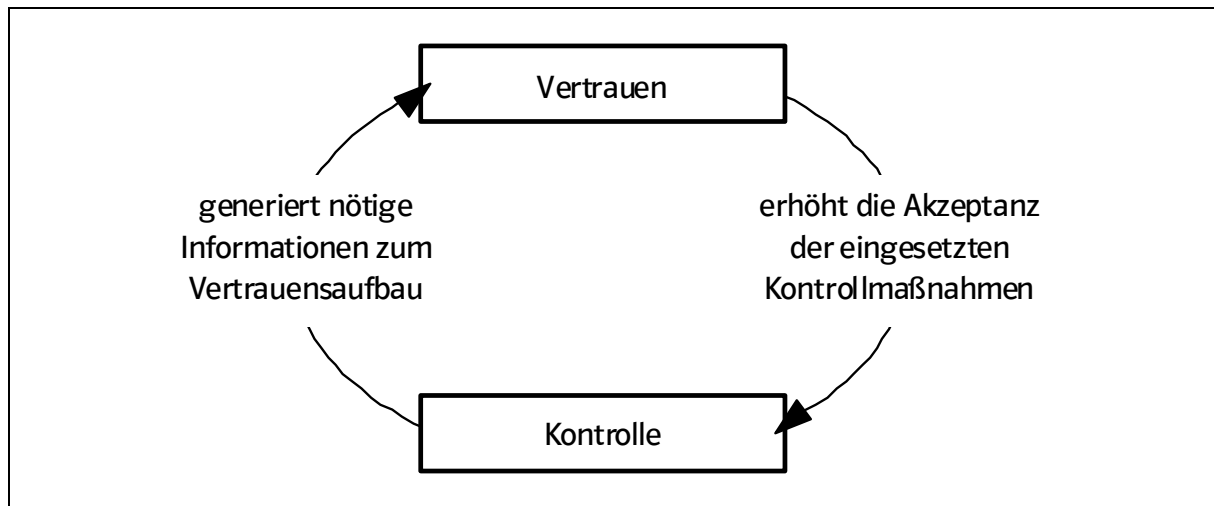 Vertrauen
generiert nötige
Informationen zum
Vertrauensaufbau
erhöht die Akzeptanz
der eingesetzten
Kontrollmaßnahmen
Kontrolle